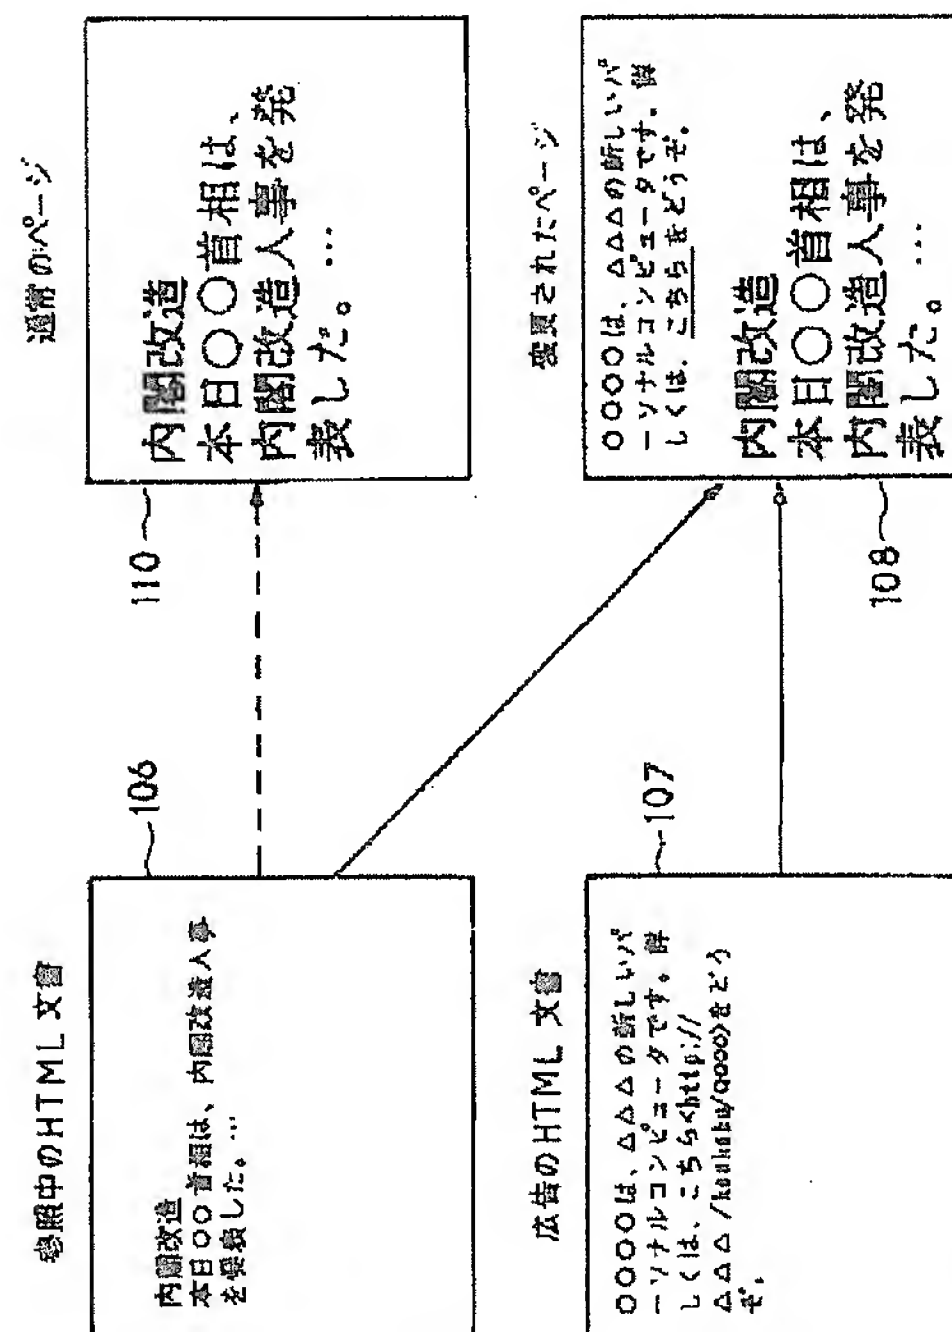 参照中のHTML文書
106
内閣改造
本日○○首相は、内閣改造人事
を発表した。…
通常のページ
110
内閣改造
本日○○首相は、
内閣改造人事を発
表した。 …
広告のHTML 文書
107
○○○○は、△△△の新しいパ
ーソナルコンピュータです。詳
しくは、こちら<http://
△△△/koukoku/○○○○>をどう
ぞ。
変更されたページ
○○○○は、△△△の新しいパ
ーソナルコンピュータです。詳
しくは、こちらをどうぞ。
内閣改造
本日○○首相は、
内閣改造人事を発
表した。 …
108